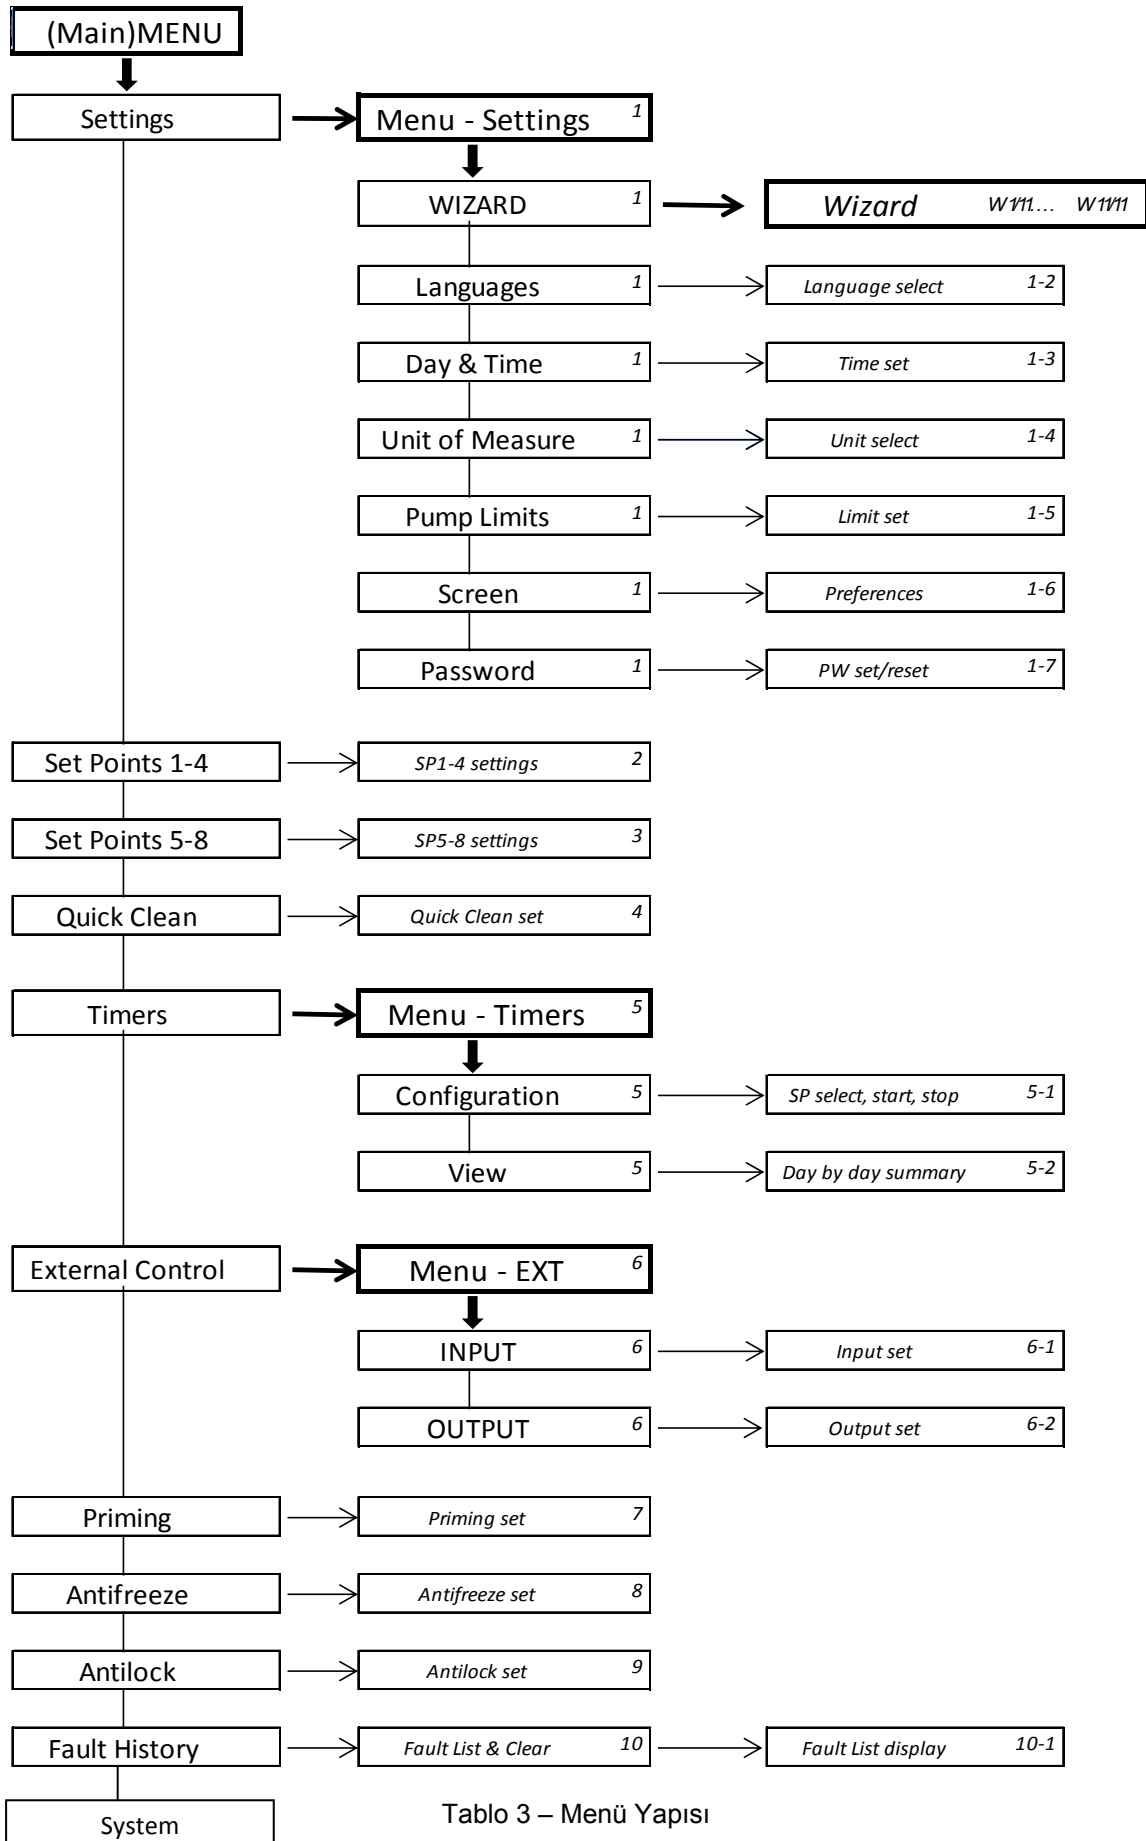 (Main)MENU
Settings Menu - Settings 1
WIZARD 1 Wizard W1/11.... W11/11
Languages 1 Language select 1-2
Day & Time 1 Time set 1-3
Unit of Measure 1 Unit select 1-4
Pump Limits 1 Limit set 1-5
Screen 1 Preferences 1-6
Password 1 PW set/reset 1-7
Set Points 1-4 SP1-4 settings 2
Set Points 5-8 SP5-8 settings 3
Quick Clean Quick Clean set 4
Timers Menu - Timers 5
Configuration 5 SP select, start, stop 5-1
View 5 Day by day summary 5-2
External Control Menu - EXT 6
INPUT 6 Input set 6-1
OUTPUT 6 Output set 6-2
Priming Priming set 7
Antifreeze Antifreeze set 8
Antilock Antilock set 9
Fault History Fault List & Clear 10 Fault List display 10-1
System
Tablo 3 – Menü Yapısı